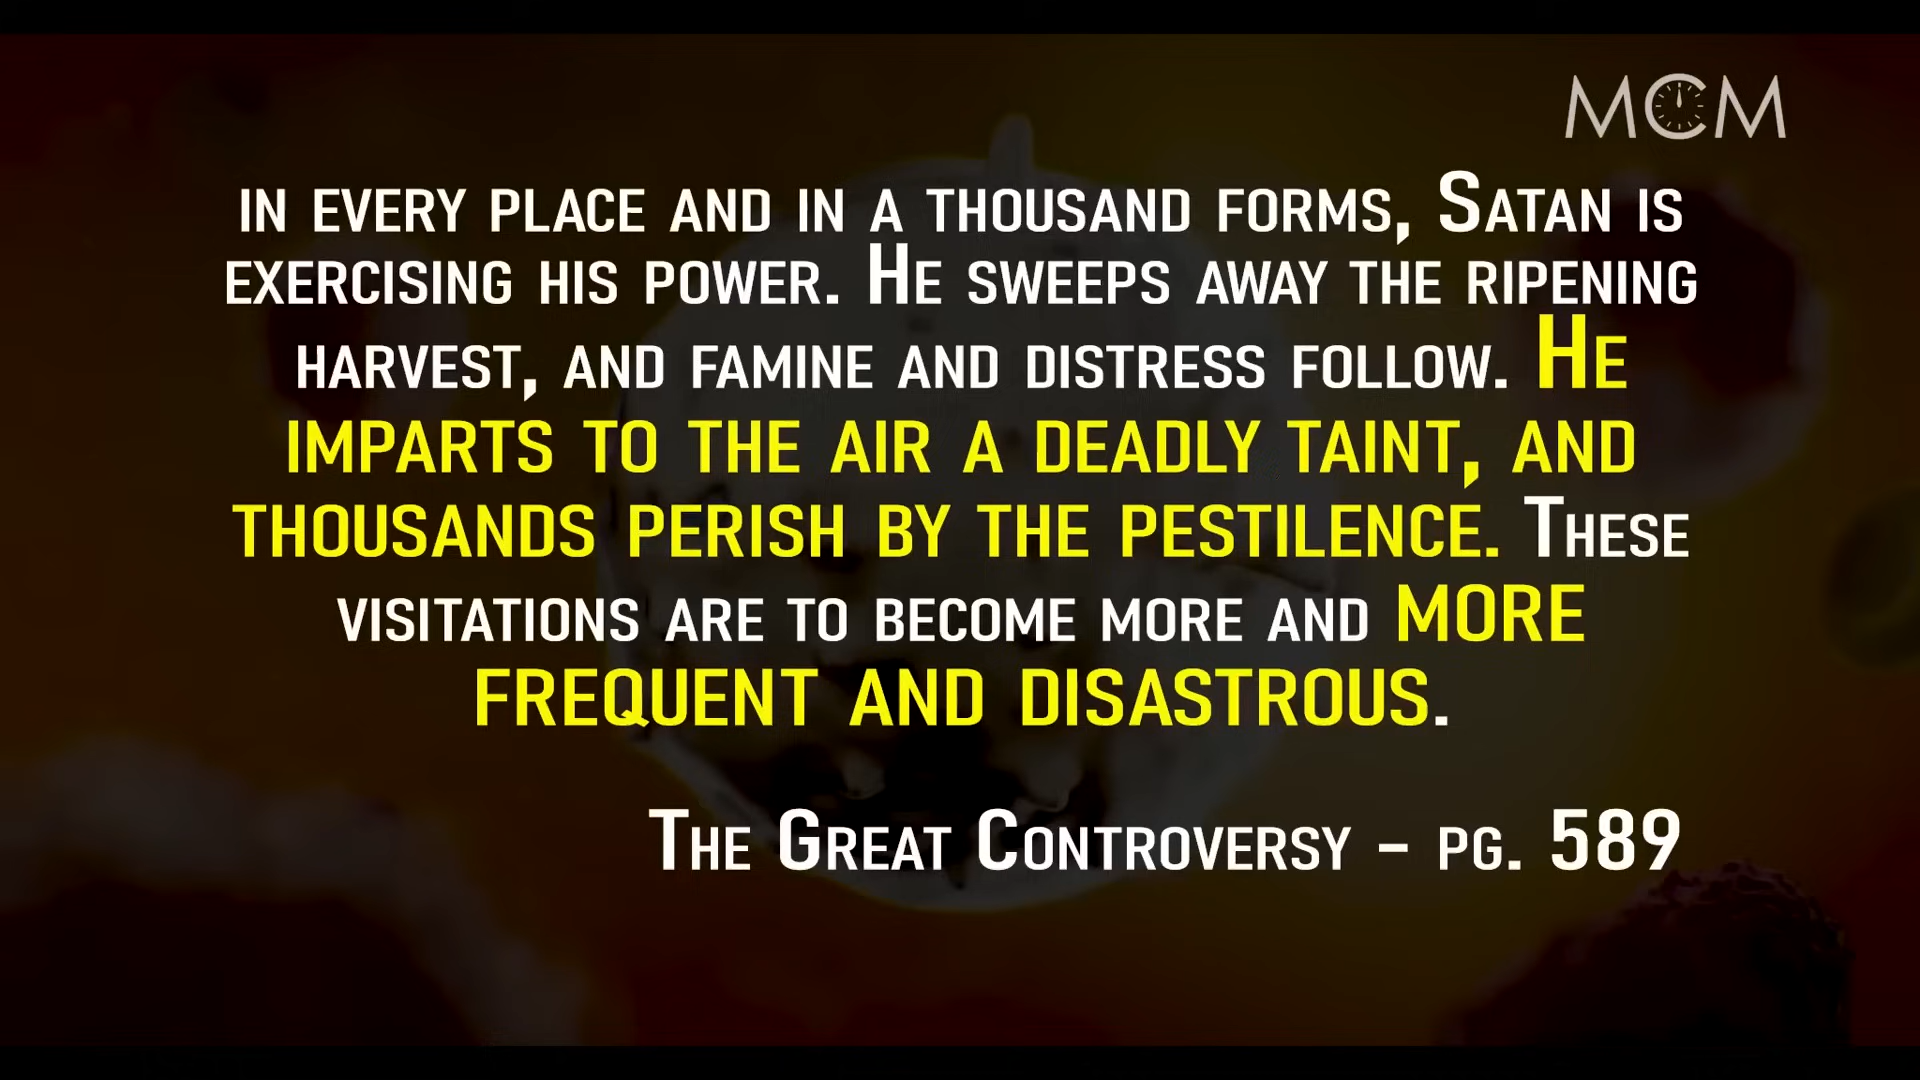 MCM
IN EVERY PLACE AND IN A THOUSAND FORMS, SATAN IS
EXERCISING HIS POWER. HE SWEEPS AWAY THE RIPENING
HARVEST, AND FAMINE AND DISTRESS FOLLOW. HE
IMPARTS TO THE AIR A DEADLY TAINT, AND
THOUSANDS PERISH BY THE PESTILENCE. THESE
VISITATIONS ARE TO BECOME MORE AND MORE
FREQUENT AND DISASTROUS.
THE GREAT CONTROVERSY – PG. 589